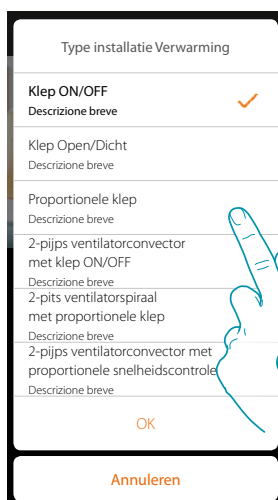 Type installatie Verwarming
Klep ON/OFF
Descrizione breve
Klep Open/Dicht
Descrizione breve
Proportionele klep
Descrizione breve
2-pijps ventilatorconvector
met klep ON/OFF
Descrizione breve
2-pits ventilatorspiraal
met proportionele klep
Descrizione breve
2-pijps ventilatorconvector met
proportionele snelheidscontrole
Descrizione breve
OK
Annuleren